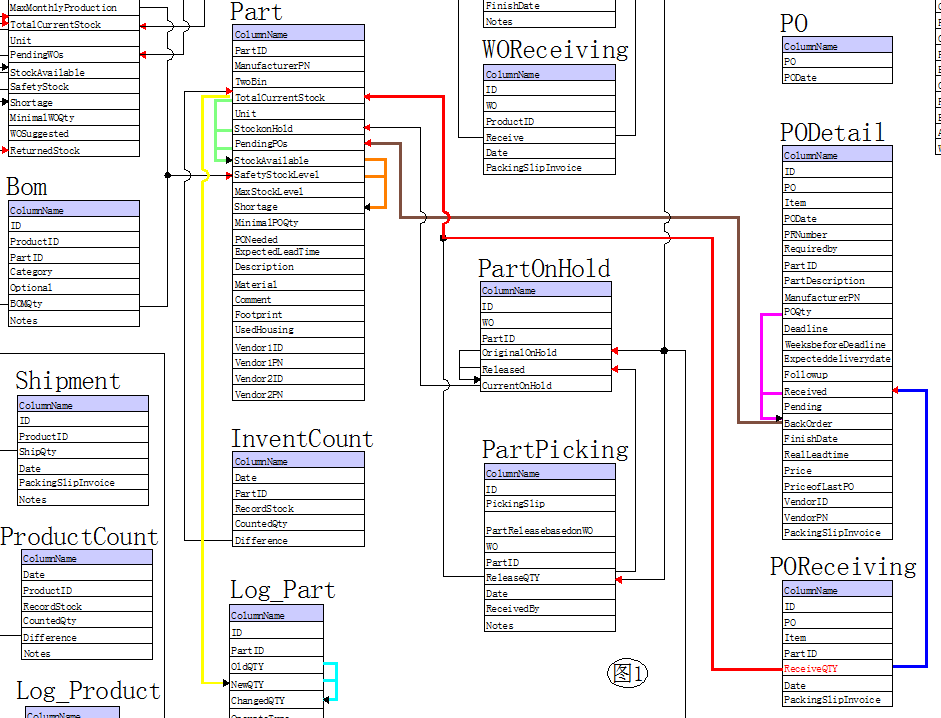 MaxMonthlyProduction
TotalCurrentStock
Unit
PendingWOs
StockAvailable
SafetyStock
Shortage
MinimalWOQty
WOSuggested
ReturnedStock
Bom
ColumnName
ID
ProductID
PartID
Category
Optional
BOMQty
Notes
Shipment
ColumnName
ID
ProductID
ShipQty
Date
PackingSlipInvoice
Notes
ProductCount
ColumnName
Date
ProductID
RecordStock
CountedQty
Difference
Notes
Log_Product
ColumnName
Part
ColumnName
PartID
ManufacturerPN
TwoBin
TotalCurrentStock
Unit
StockonHold
PendingPOs
StockAvailable
SafetyStockLevel
MaxStockLevel
Shortage
MinimalPOQty
PONeeded
ExpectedLeadTime
Description
Material
Comment
Footprint
UsedHousing
Vendor1ID
Vendor1PN
Vendor2ID
Vendor2PN
InventCount
ColumnName
Date
PartID
RecordStock
CountedQty
Difference
Log_Part
ColumnName
ID
PartID
OldQTY
NewQTY
ChangedQTY
OperateType
FinishDate
Notes
WOReceiving
ColumnName
ID
WO
ProductID
Receive
Date
PackingSlipInvoice
PartOnHold
ColumnName
ID
WO
PartID
OriginalOnHold
Released
CurrentOnHold
PartPicking
ColumnName
ID
PickingSlip
PartReleasebasedonWO
WO
PartID
ReleaseQTY
Date
ReceivedBy
Notes
图1
PO
ColumnName
PO
PODate
PODetail
ColumnName
ID
PO
Item
PODate
PRNumber
Requiredby
PartID
PartDescription
ManufacturerPN
POQty
Deadline
WeeksbeforeDeadline
Expecteddeliverydate
Followup
Received
Pending
BackOrder
FinishDate
RealLeadtime
Price
PriceofLastPO
VendorID
VendorPN
PackingSlipInvoice
POReceiving
ColumnName
ID
PO
Item
PartID
ReceiveQTY
Date
PackingSlipInvoice